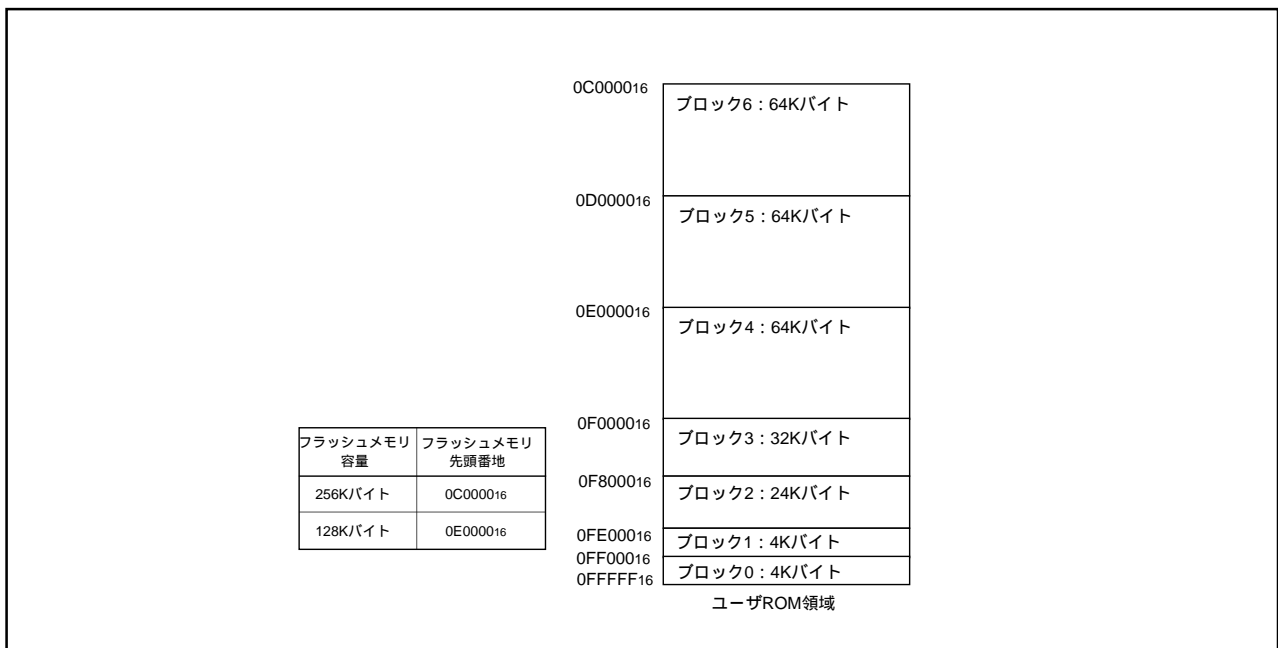 0C000016
ブロック6：64Kバイト
0D000016
ブロック5：64Kバイト
0E000016
ブロック4：64Kバイト
0F000016
ブロック3：32Kバイト
0F800016
ブロック2：24Kバイト
0FE00016
ブロック1：4Kバイト
0FF00016
ブロック0：4Kバイト
0FFFFF16
ユーザROM領域
フラッシュメモリ
容量
フラッシュメモリ
先頭番地
256Kバイト 0C000016
128Kバイト 0E000016